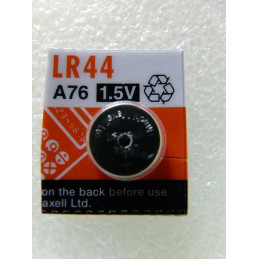 LR44
A76 1.5V
on the back before use
axell Ltd.